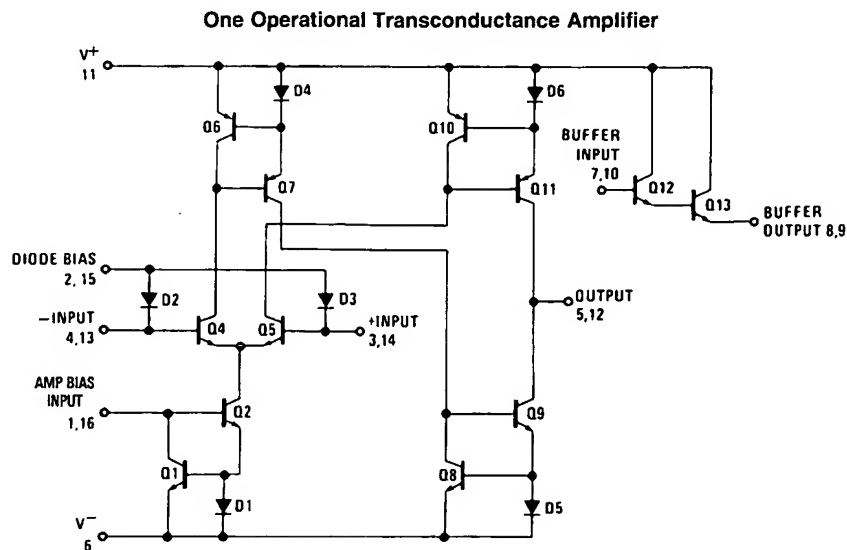 One Operational Transconductance Amplifier
V+
11
D4
D6
Q6
Q10
BUFFER
INPUT
7,10
Q7
Q11
Q12
Q13
BUFFER
OUTPUT 8,9
DIODE BIAS
2, 15
D2
D3
OUTPUT
5,12
—INPUT
4,13
Q4
Q5
+INPUT
3,14
AMP BIAS
INPUT
1,16
Q2
Q9
Q1
Q8
D1
D5
V−
6